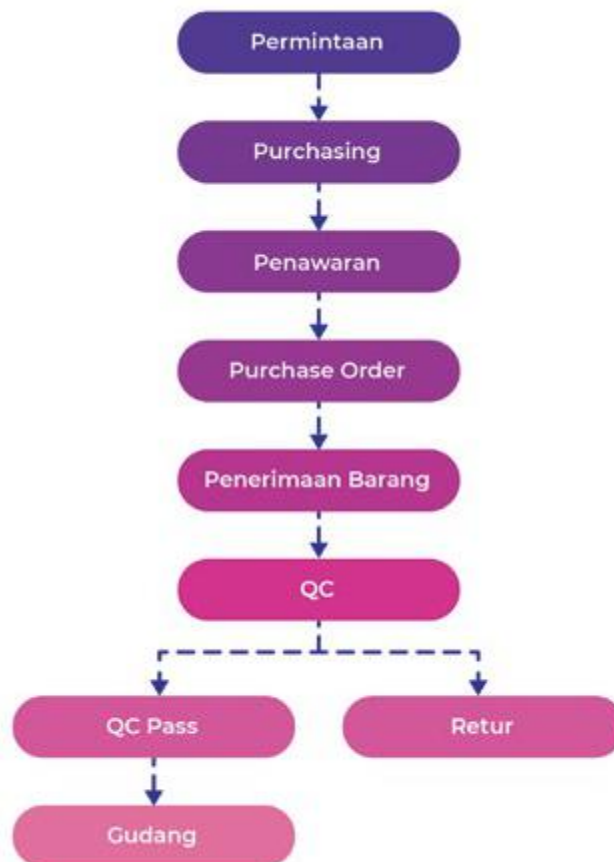 Permintaan
Purchasing
Penawaran
Purchase Order
Penerimaan Barang
QC
QC Pass
Retur
Gudang